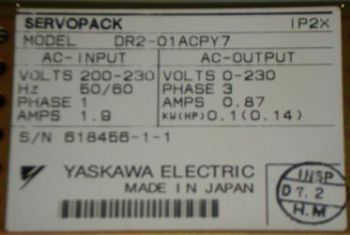 SERVOPACK IP2X
MODEL DR2-01ACPY7
AC-INPUT AC-OUTPUT
VOLTS 200-230 VOLTS 0-230
Hz 50/60 PHASE 3
PHASE 1 AMPS 0.87
AMPS 1.9 KW(HP) 0.1(0.14)
S/N 618456-1-1
YASKAWA ELECTRIC
MADE IN JAPAN
INSP
07.2
H.M